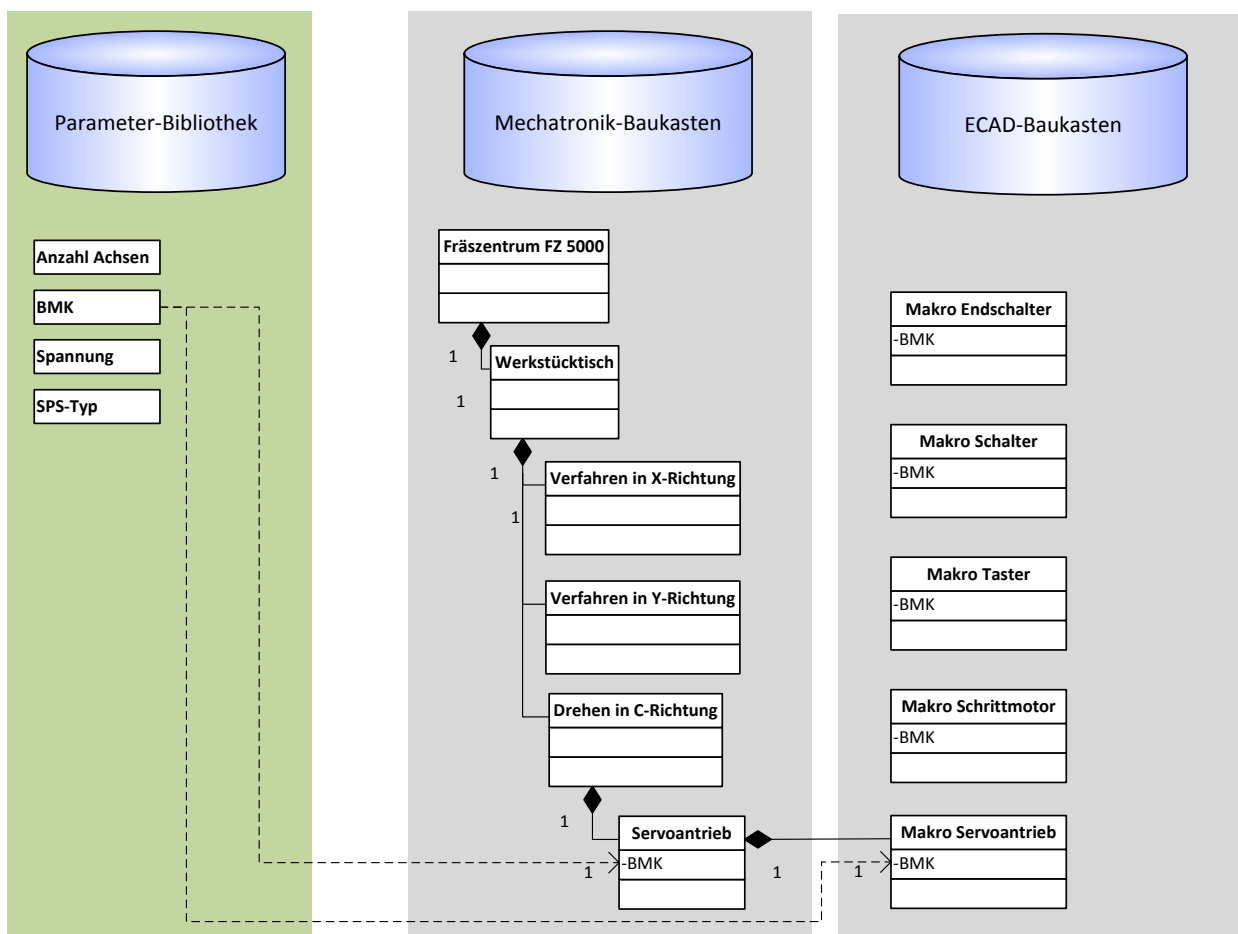 Parameter-Bibliothek
Anzahl Achsen
BMK
Spannung
SPS-Typ
Mechatronik-Baukasten
Fräszentrum FZ 5000
1
Werkstücktisch
1
1
Verfahren in X-Richtung
1
Verfahren in Y-Richtung
Drehen in C-Richtung
1
Servoantrieb
-BMK
1
1
ECAD-Baukasten
Makro Endschalter
-BMK
Makro Schalter
-BMK
Makro Taster
-BMK
Makro Schrittmotor
-BMK
Makro Servoantrieb
-BMK
1